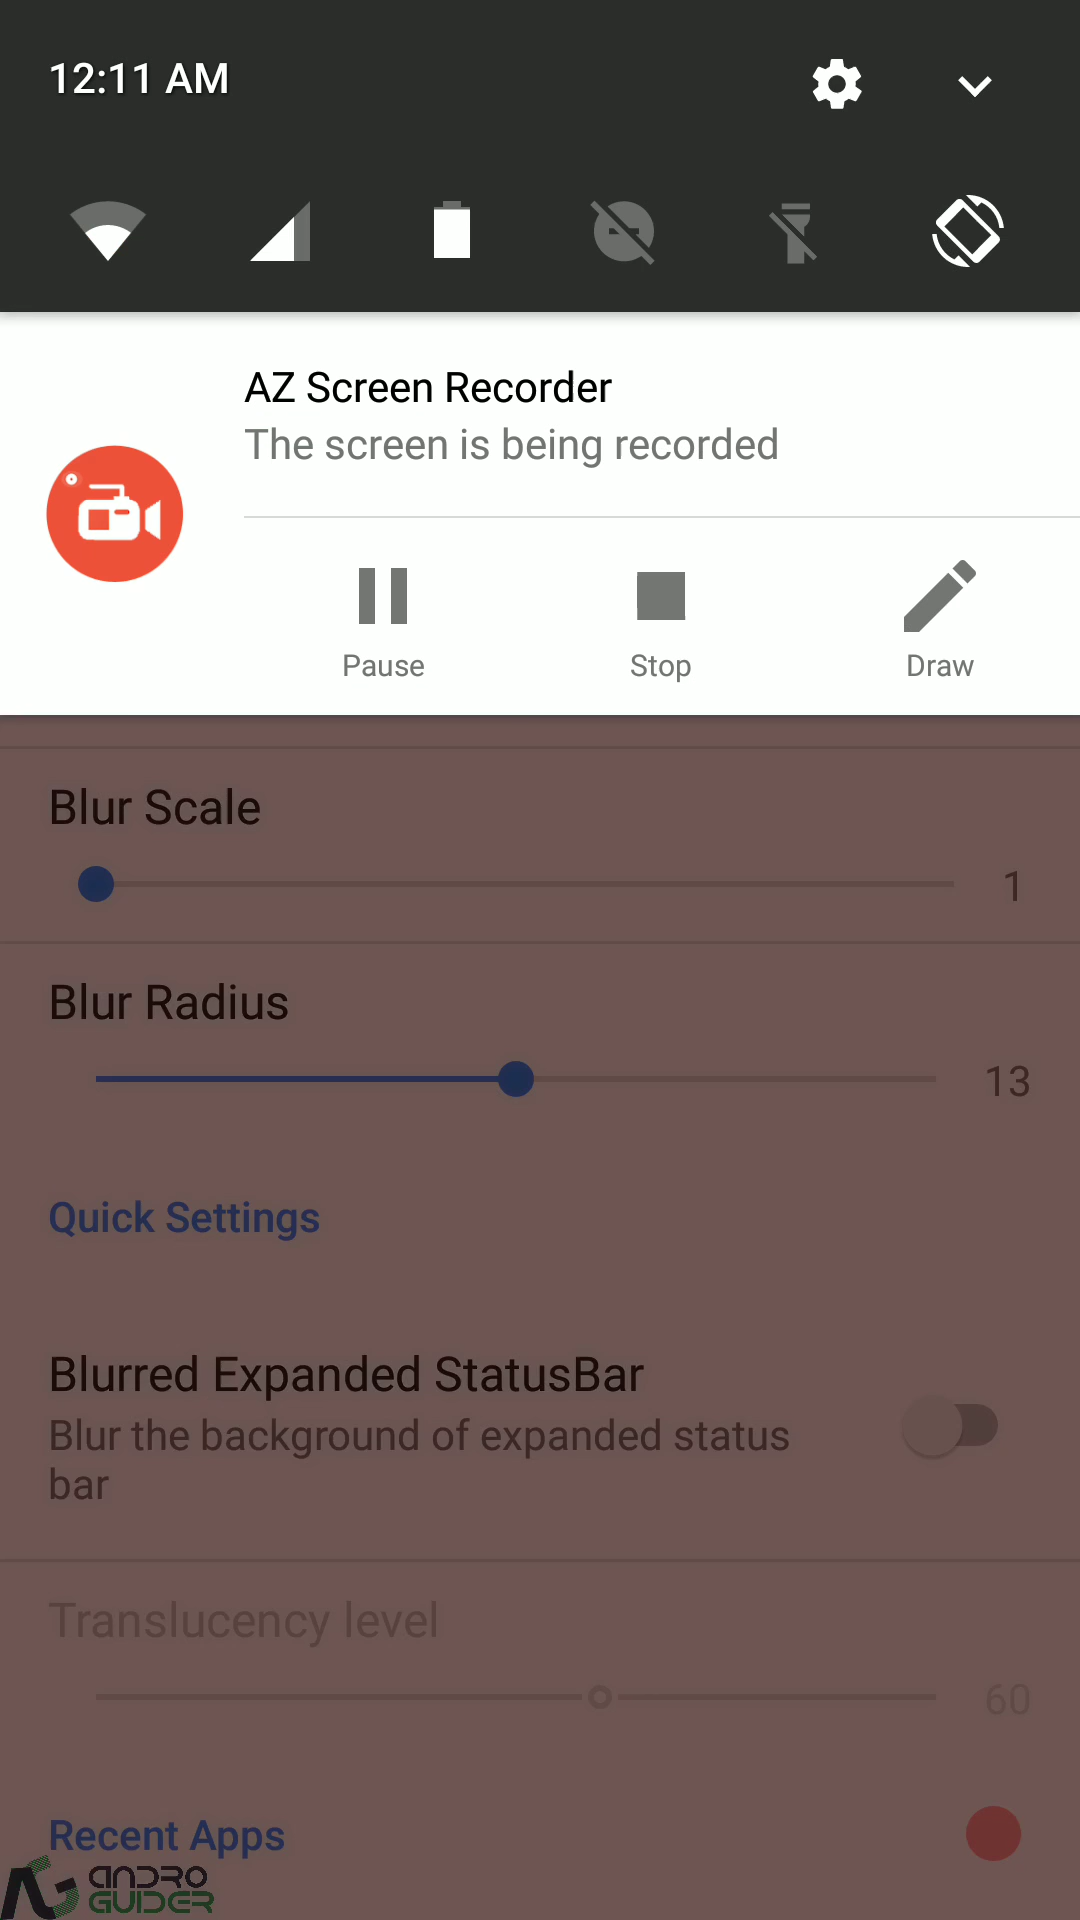 12:11 AM
AZ Screen Recorder
The screen is being recorded
Pause Stop Draw
Blur Scale
1
Blur Radius
13
Quick Settings
Blurred Expanded StatusBar
Blur the background of expanded status
bar
Translucency level
60
Recent Apps
ANDRO
GUIDER